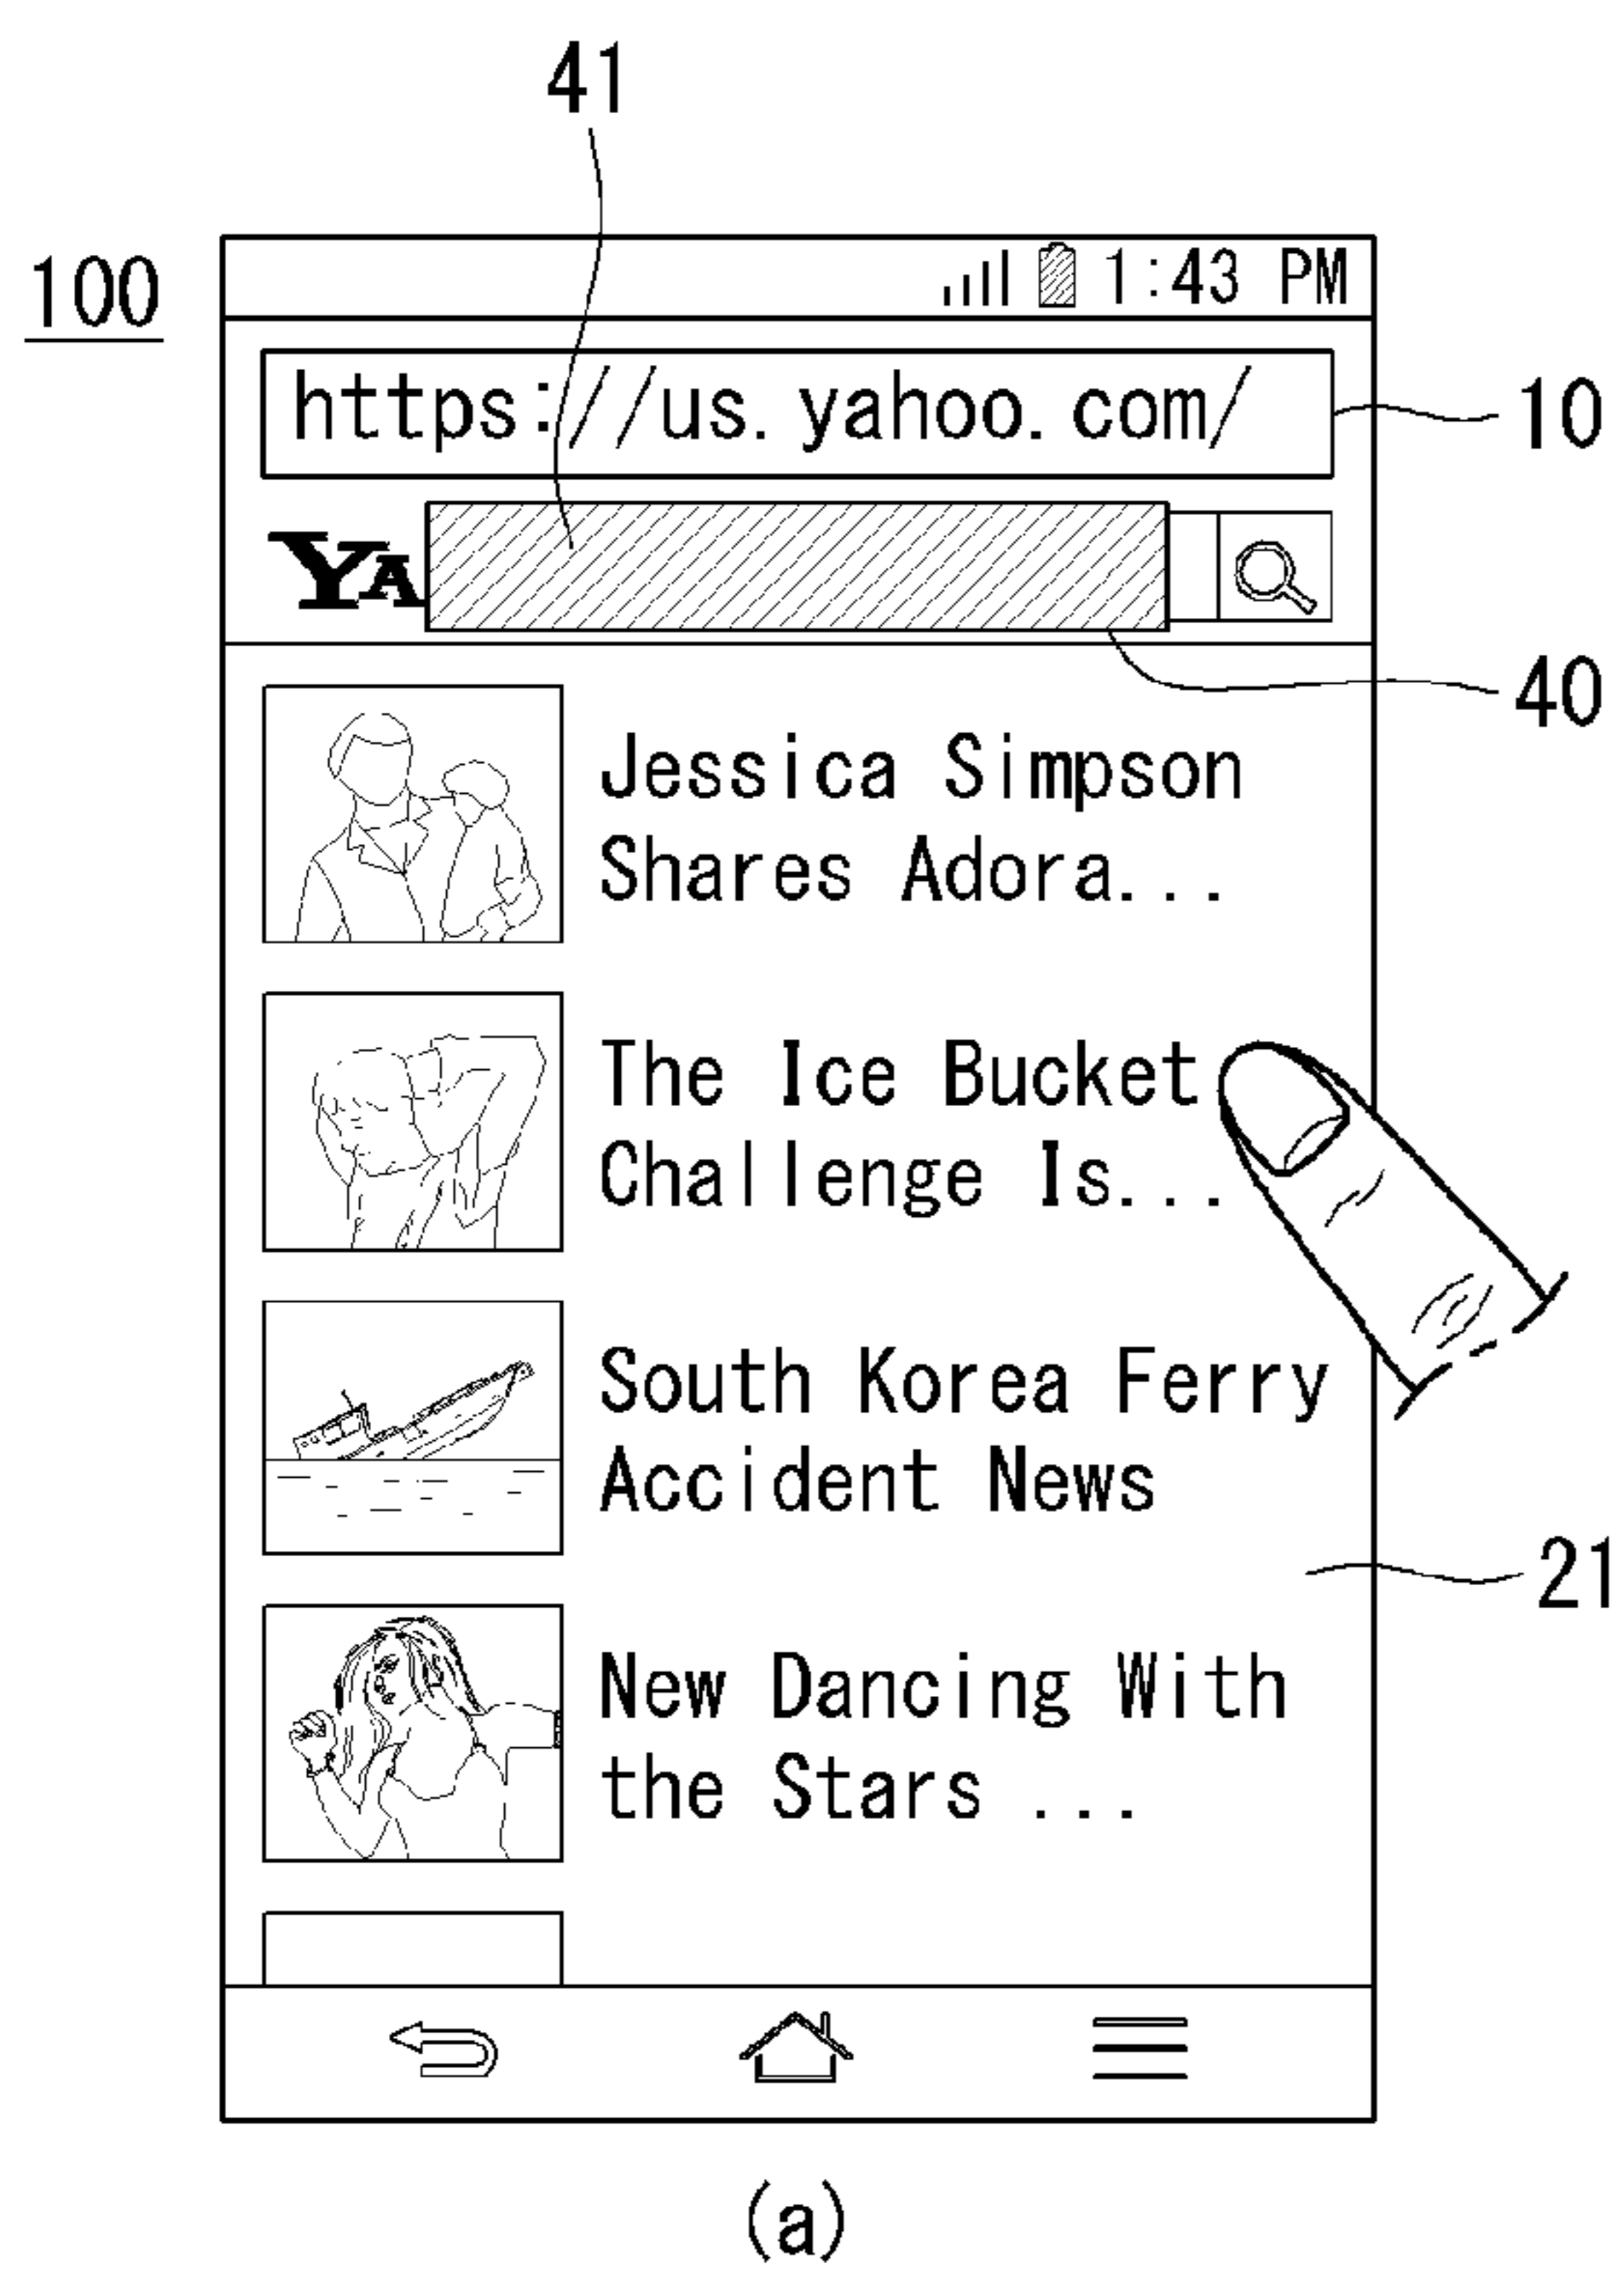 41
100
1:43 PM
https://us.yahoo.com/
10
YA
40
Jessica Simpson
Shares Adora...
The Ice Bucket
Challenge Is...
South Korea Ferry
Accident News
21
New Dancing With
the Stars ...
(a)